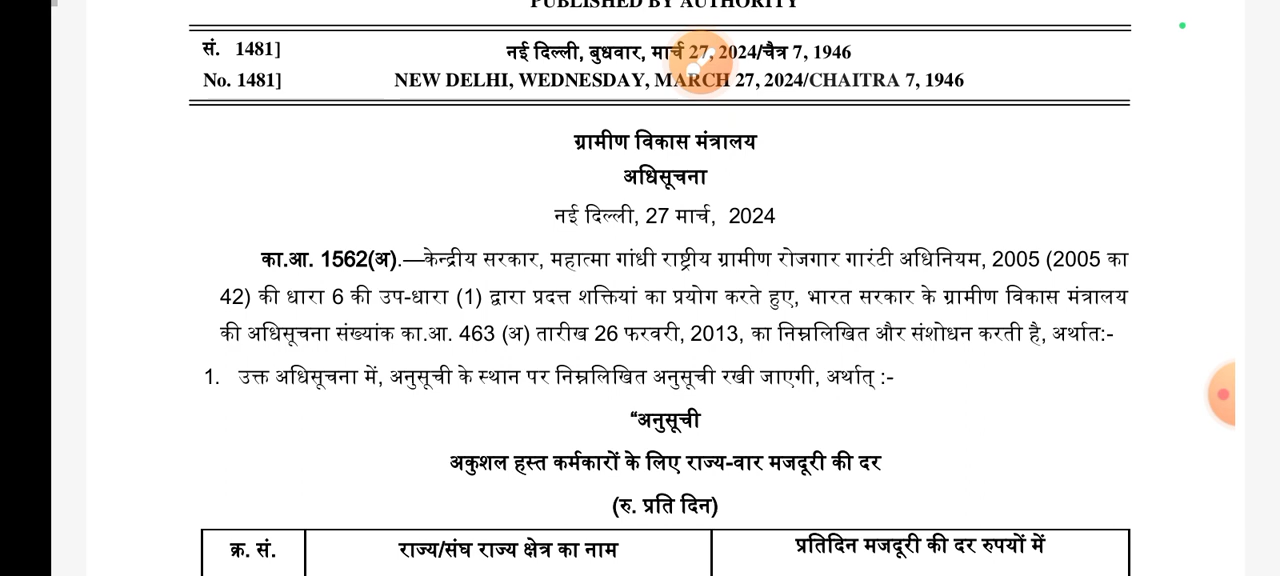 PUBLISHED BY AUTHORITY
सं. 1481]
नई दिल्ली, बुधवार, मार्च 27, 2024/चैत्र 7, 1946
No. 1481]
NEW DELHI, WEDNESDAY, MARCH 27, 2024/CHAITRA 7, 1946
ग्रामीण विकास मंत्रालय
अधिसूचना
नई दिल्ली, 27 मार्च, 2024
का.आ. 1562(अ).—केन्द्रीय सरकार, महात्मा गांधी राष्ट्रीय ग्रामीण रोजगार गारंटी अधिनियम, 2005 (2005 का
42) की धारा 6 की उप-धारा (1) द्वारा प्रदत्त शक्तियां का प्रयोग करते हुए, भारत सरकार के ग्रामीण विकास मंत्रालय
की अधिसूचना संख्यांक का.आ. 463 (अ) तारीख 26 फरवरी, 2013, का निम्नलिखित और संशोधन करती है, अर्थात:-
1. उक्त अधिसूचना में, अनुसूची के स्थान पर निम्नलिखित अनुसूची रखी जाएगी, अर्थात् :-
“अनुसूची
अकुशल हस्त कर्मकारों के लिए राज्य-वार मजदूरी की दर
(रु. प्रति दिन)
क्र. सं.
राज्य/संघ राज्य क्षेत्र का नाम
प्रतिदिन मजदूरी की दर रुपयों में